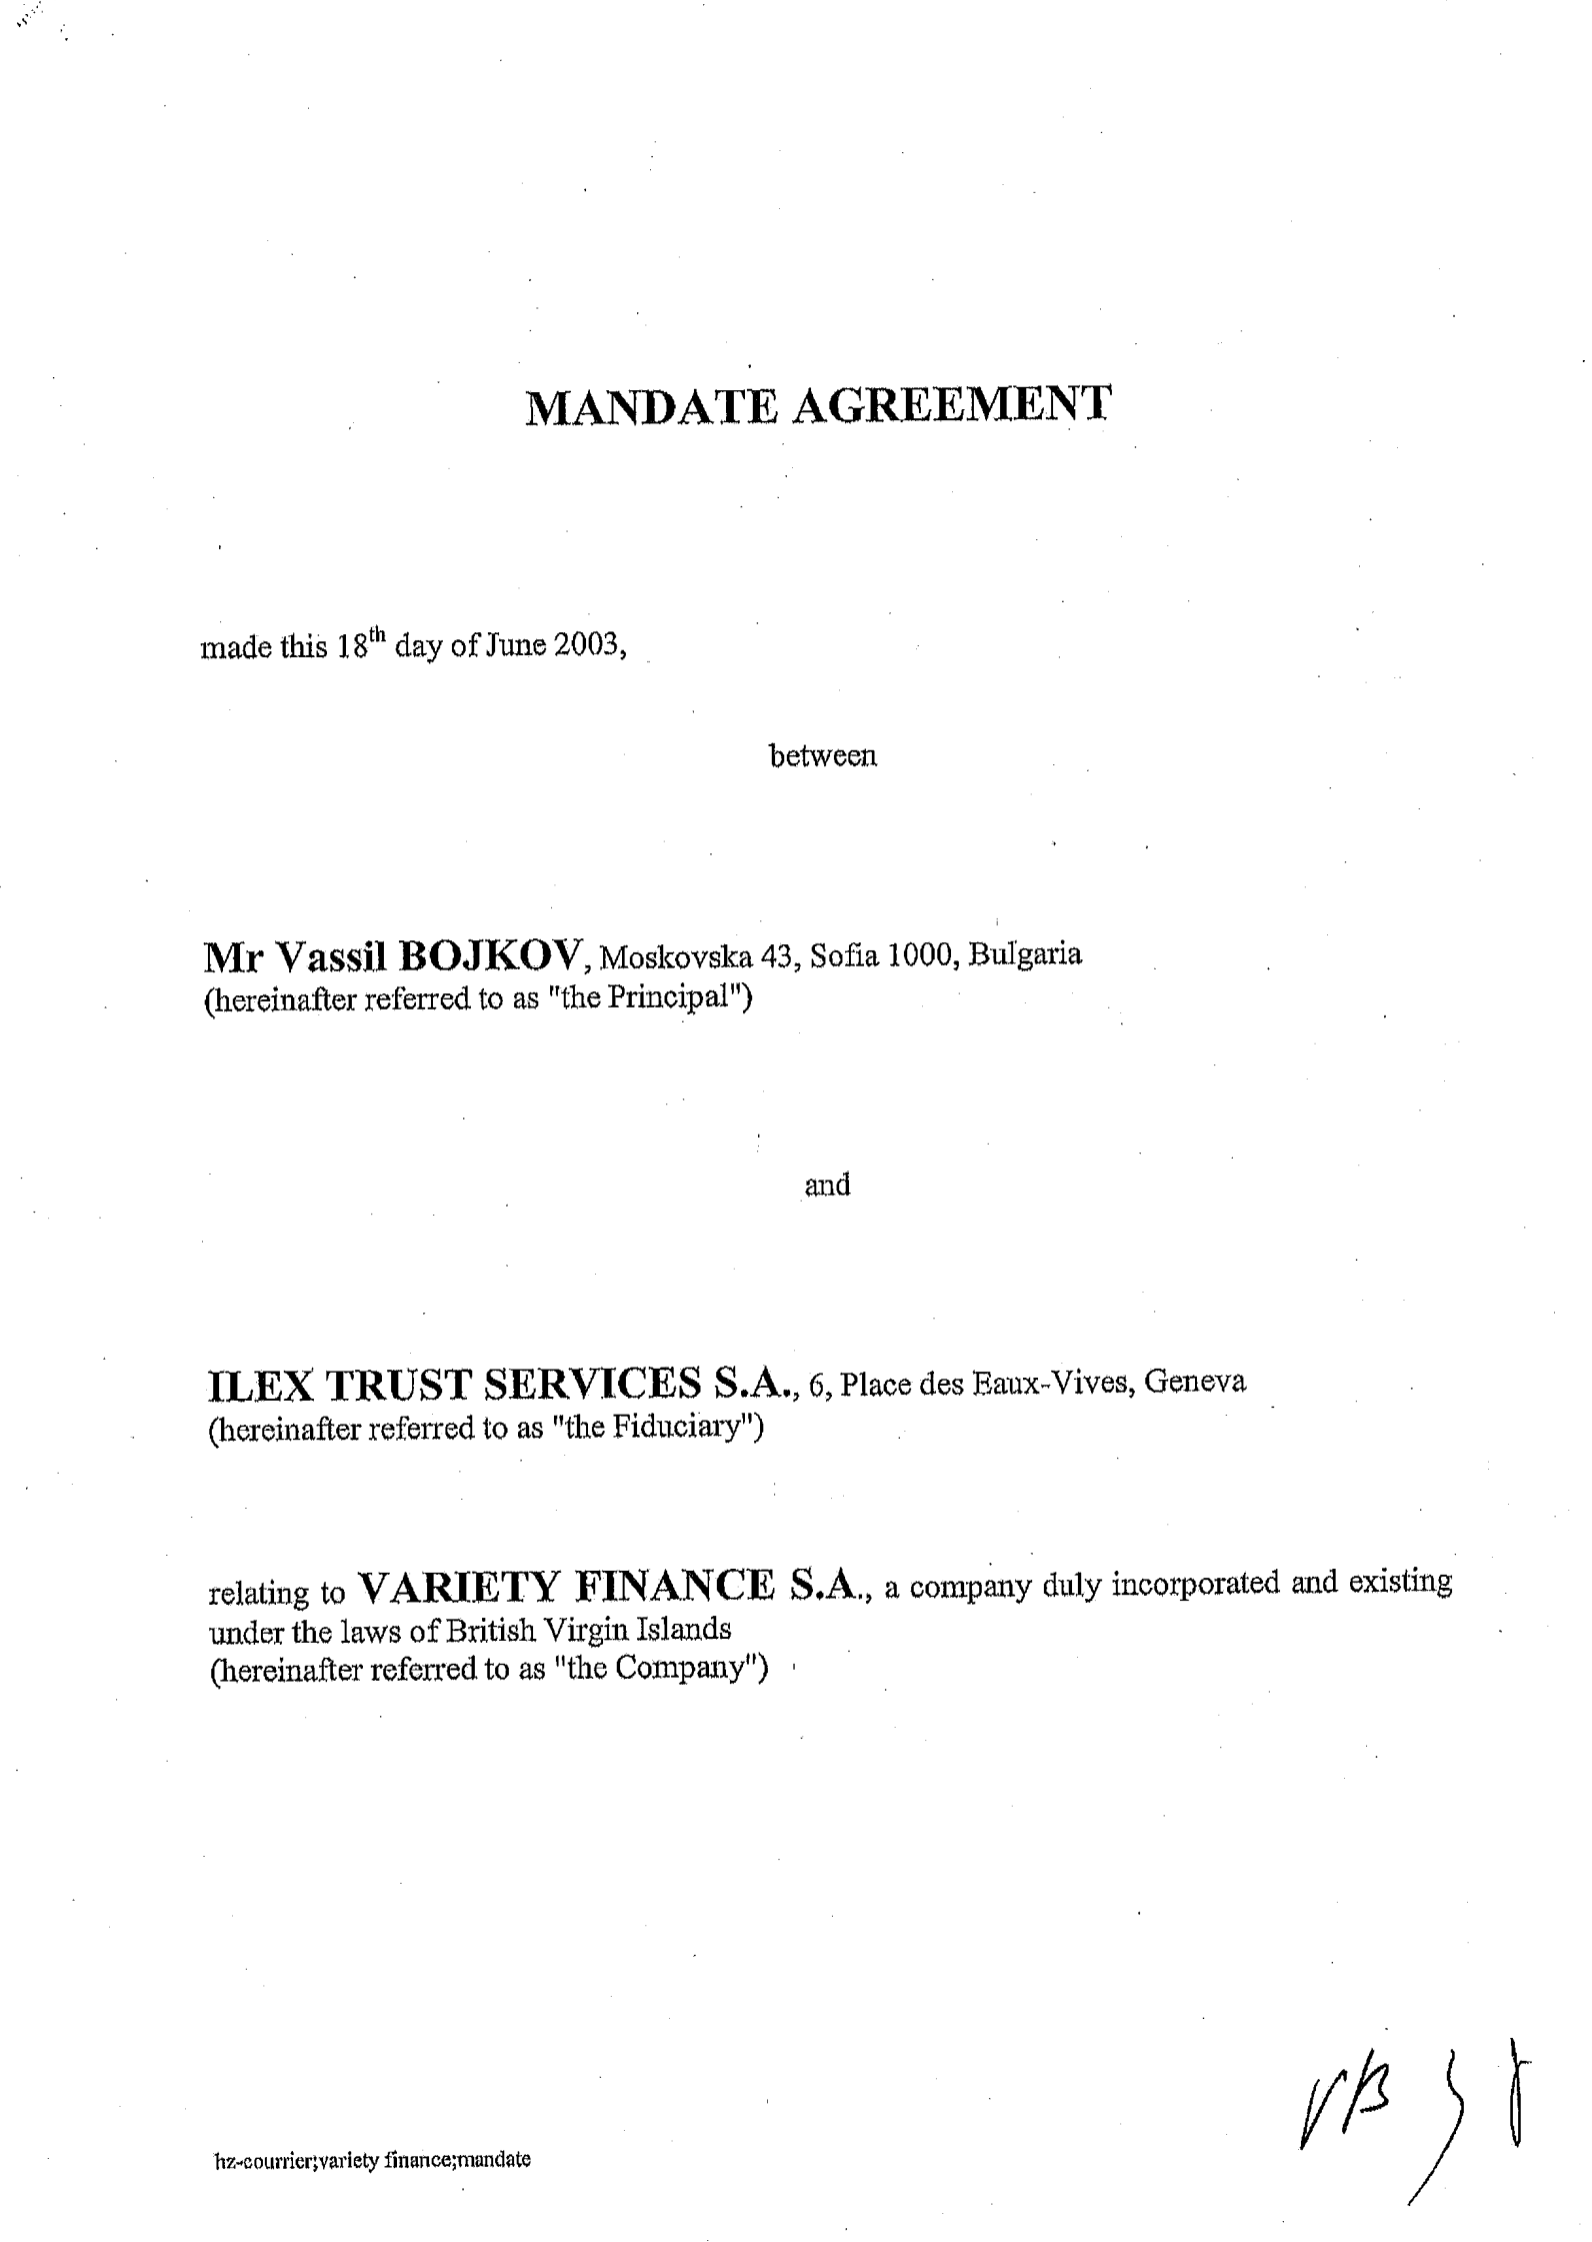 MANDATE AGREEMENT
made this 18th day of June 2003,
between
Mr Vassil BOJKOV, Moskovska 43, Sofia 1000, Bulgaria
(hereinafter referred to as "the Principal")
and
ILEX TRUST SERVICES S.A., 6, Place des Eaux-Vives, Geneva
(hereinafter referred to as "the Fiduciary")
relating to VARIETY FINANCE S.A., a company duly incorporated and existing
under the laws of British Virgin Islands
(hereinafter referred to as "the Company")
VB
hz-courrier;variety finance;mandate